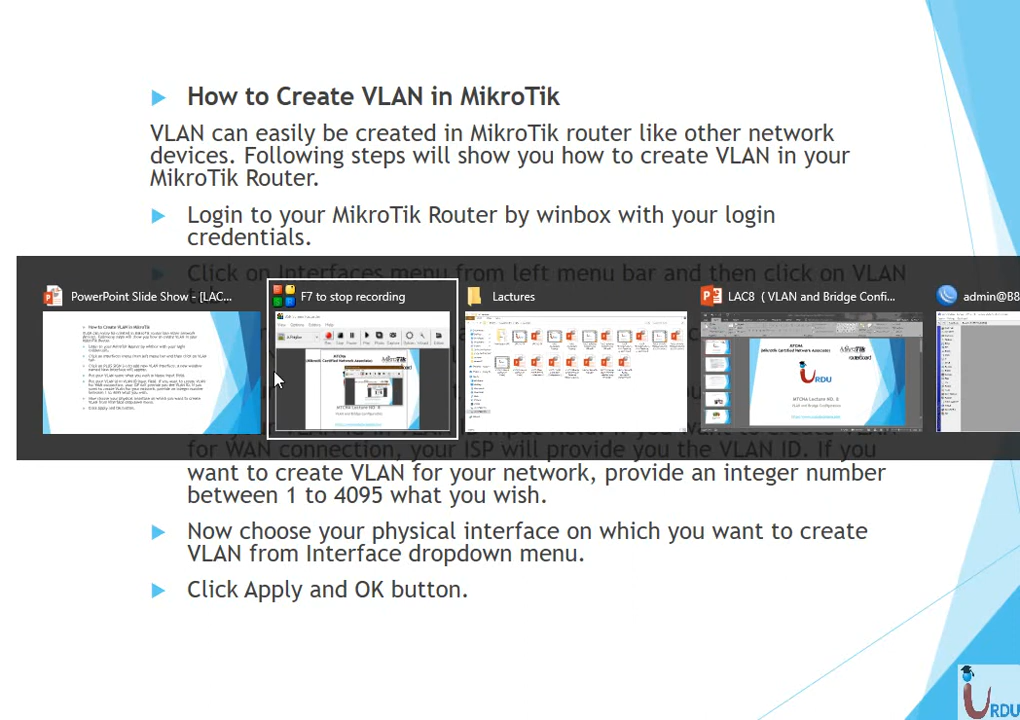 How to Create VLAN in MikroTik
VLAN can easily be created in MikroTik router like other network
devices. Following steps will show you how to create VLAN in your
MikroTik Router.
Login to your MikroTik Router by winbox with your login
credentials.
Click on Interfaces menu from left menu bar and then click on VLAN
PowerPoint Slide Show - [LAC...
F7 to stop recording
Lactures
LAC8 ( VLAN and Bridge Confi...
admin@B8
for WAN connection, your ISP will provide you the VLAN ID. If you
want to create VLAN for your network, provide an integer number
between 1 to 4095 what you wish.
Now choose your physical interface on which you want to create
VLAN from Interface dropdown menu.
Click Apply and OK button.
URDU